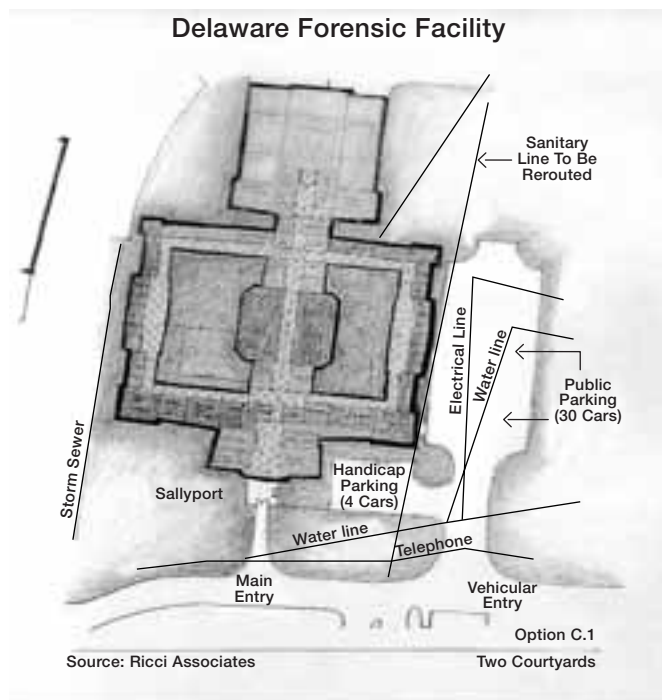 Delaware Forensic Facility
Sanitary
Line To Be
Rerouted
Electrical Line
Water line
Public
Parking
(30 Cars)
Storm Sewer
Sallyport
Handicap
Parking
(4 Cars)
Water line
Telephone
Main
Entry
Vehicular
Entry
Option C.1
Source: Ricci Associates
Two Courtyards